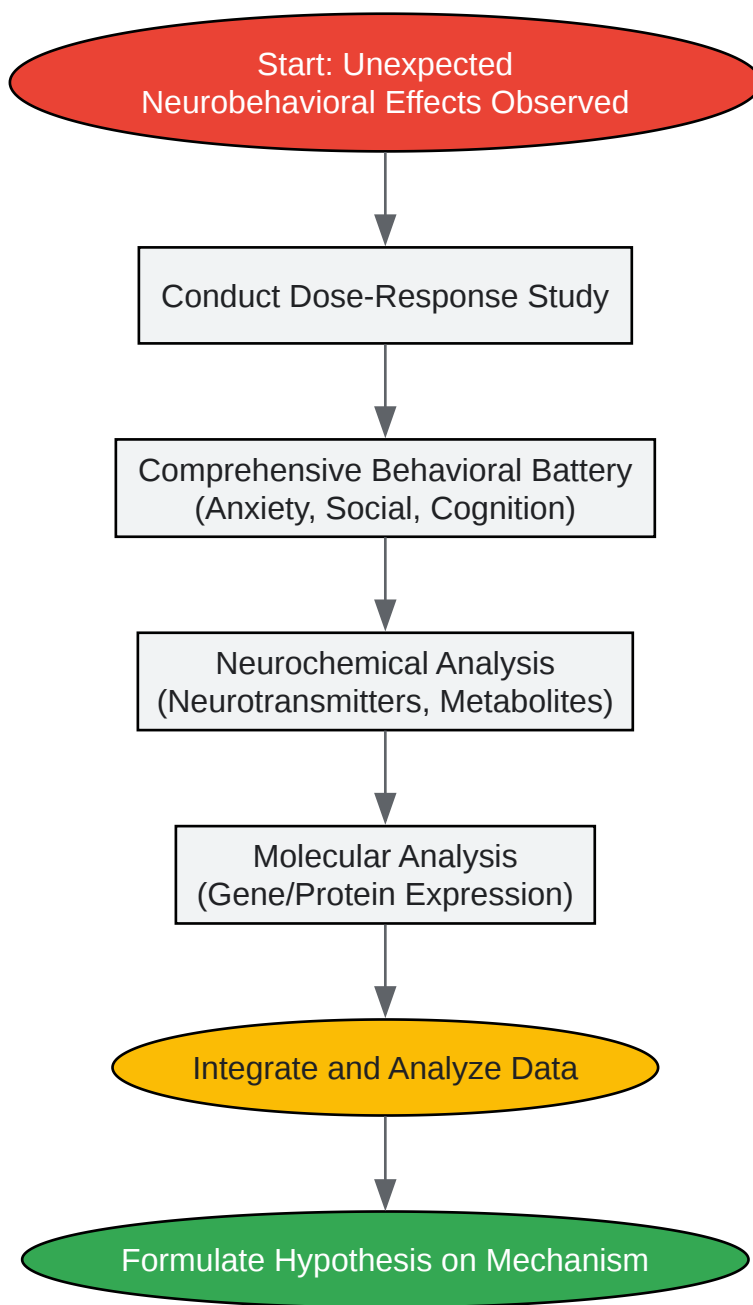 Start: Unexpected
Neurobehavioral Effects Observed
Conduct Dose-Response Study
Comprehensive Behavioral Battery
(Anxiety, Social, Cognition)
Neurochemical Analysis
(Neurotransmitters, Metabolites)
Molecular Analysis
(Gene/Protein Expression)
Integrate and Analyze Data
Formulate Hypothesis on Mechanism